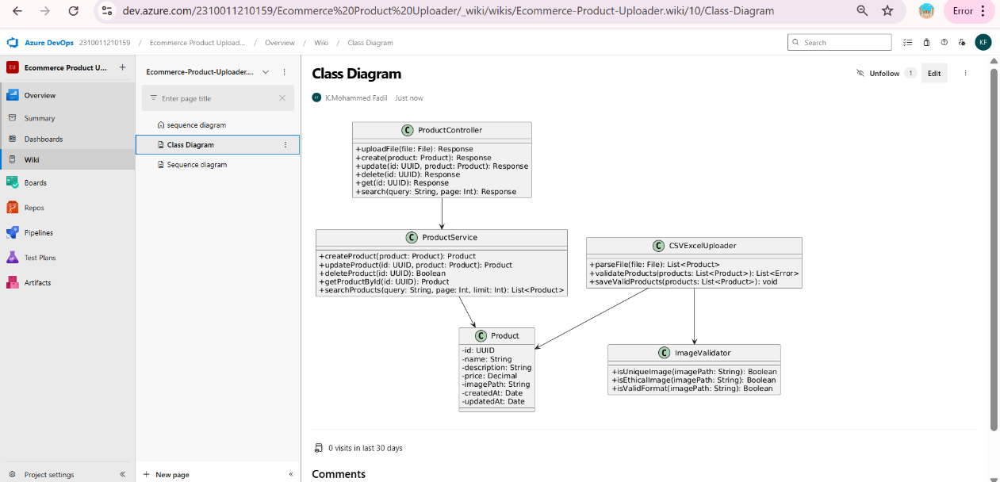 dev.azure.com/2310011210159/Ecommerce%20Product%20Uploader/_wiki/wikis/Ecommerce-Product-Uploader.wiki/10/Class-Diagram
Error
Azure DevOps 2310011210159 / Ecommerce Product Upload... / Overview / Wiki / Class Diagram
Search
KF
EU Ecommerce Product U... +
Overview
Summary
Dashboards
Wiki
Boards
Repos
Pipelines
Test Plans
Artifacts
Project settings
Ecommerce-Product-Uploader....
Enter page title
sequence diagram
Class Diagram
Sequence diagram
+ New page
Class Diagram
Unfollow 1 Edit
K.Mohammed Fadil Just now
C ProductController
+uploadFile(file: File): Response
+create(product: Product): Response
+update(id: UUID, product: Product): Response
+delete(id: UUID): Response
+get(id: UUID): Response
+search(query: String, page: Int): Response
C ProductService
+createProduct(product: Product): Product
+updateProduct(id: UUID, product: Product): Product
+deleteProduct(id: UUID): Boolean
+getProductById(id: UUID): Product
+searchProducts(query: String, page: Int, limit: Int): List<Product>
C CSVExcelUploader
+parseFile(file: File): List<Product>
+validateProducts(products: List<Product>): List<Error>
+saveValidProducts(products: List<Product>): void
C Product
-id: UUID
-name: String
-description: String
-price: Decimal
-imagePath: String
-createdAt: Date
-updatedAt: Date
C ImageValidator
+isUniqueImage(imagePath: String): Boolean
+isEthicalImage(imagePath: String): Boolean
+isValidFormat(imagePath: String): Boolean
0 visits in last 30 days
Comments